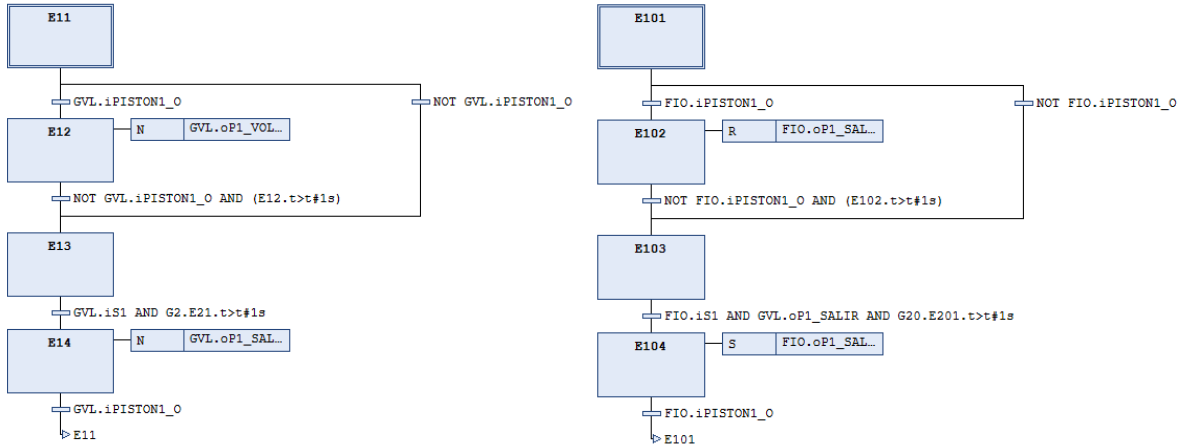 E11
GVL.iPISTON1_O
NOT GVL.iPISTON1_O
E12
N
GVL.oP1_VOL…
NOT GVL.iPISTON1_O AND (E12.t>t#1s)
E13
GVL.iS1 AND G2.E21.t>t#1s
E14
N
GVL.oP1_SAL…
GVL.iPISTON1_O
E11
E101
FIO.iPISTON1_O
NOT FIO.iPISTON1_O
E102
R
FIO.oP1_SAL…
NOT FIO.iPISTON1_O AND (E102.t>t#1s)
E103
FIO.iS1 AND GVL.oP1_SALIR AND G20.E201.t>t#1s
E104
S
FIO.oP1_SAL…
FIO.iPISTON1_O
E101